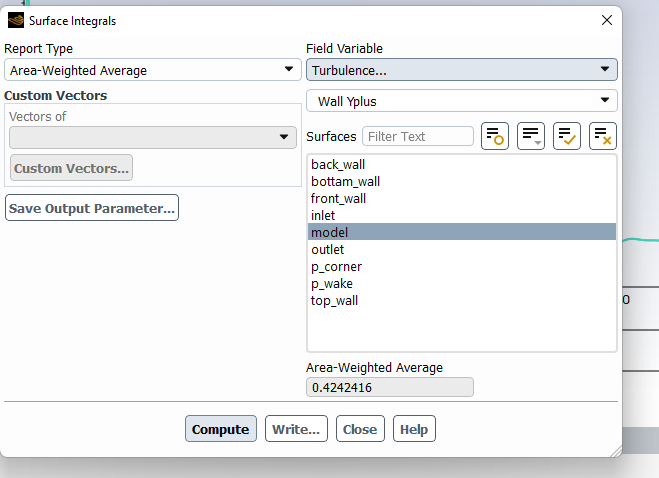 Surface Integrals
Report Type
Area-Weighted Average
Custom Vectors
Vectors of
Custom Vectors...
Save Output Parameter...
Field Variable
Turbulence...
Wall Yplus
Surfaces Filter Text
back_wall
bottam_wall
front_wall
inlet
model
outlet
p_corner
p_wake
top_wall
Area-Weighted Average
0.4242416
Compute Write... Close Help
0